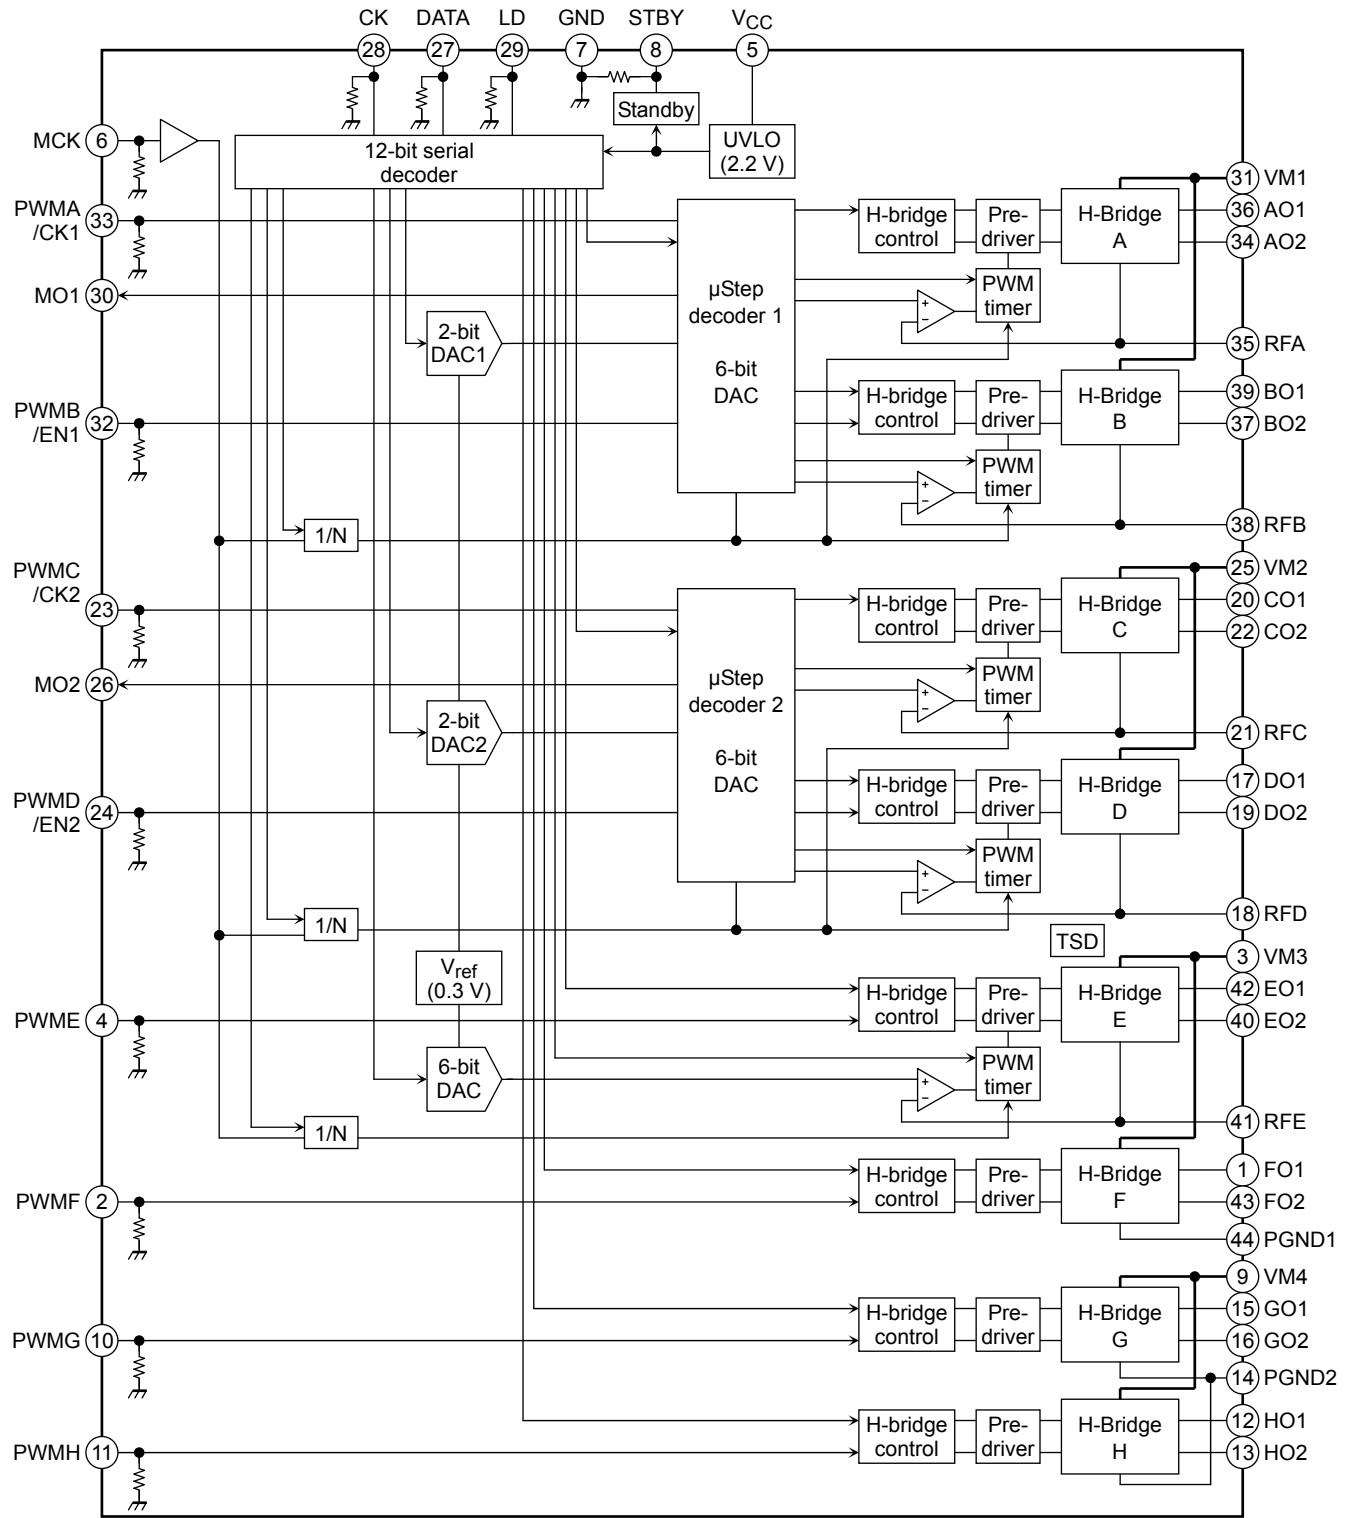 CK DATA LD GND STBY VCC
28 27 29 7 8 5
Standby
MCK 6
12-bit serial
decoder
UVLO
(2.2 V)
PWMA
/CK1
33
MO1 30
2-bit
DAC1
PWMB
/EN1
32
1/N
µStep
decoder 1
6-bit
DAC
H-bridge
control
Pre-
driver
H-Bridge
A
+
−
PWM
timer
31 VM1
36 AO1
34 AO2
35 RFA
H-bridge
control
Pre-
driver
H-Bridge
B
+
−
PWM
timer
39 BO1
37 BO2
38 RFB
PWMC
/CK2
23
MO2 26
2-bit
DAC2
PWMD
/EN2
24
1/N
µStep
decoder 2
6-bit
DAC
H-bridge
control
Pre-
driver
H-Bridge
C
+
−
PWM
timer
25 VM2
20 CO1
22 CO2
21 RFC
H-bridge
control
Pre-
driver
H-Bridge
D
+
−
PWM
timer
17 DO1
19 DO2
18 RFD
TSD
Vref
(0.3 V)
PWME 4
6-bit
DAC
1/N
H-bridge
control
Pre-
driver
H-Bridge
E
+
−
PWM
timer
3 VM3
42 EO1
40 EO2
41 RFE
PWMF 2
H-bridge
control
Pre-
driver
H-Bridge
F
1 FO1
43 FO2
44 PGND1
PWMG 10
H-bridge
control
Pre-
driver
H-Bridge
G
9 VM4
15 GO1
16 GO2
14 PGND2
PWMH 11
H-bridge
control
Pre-
driver
H-Bridge
H
12 HO1
13 HO2